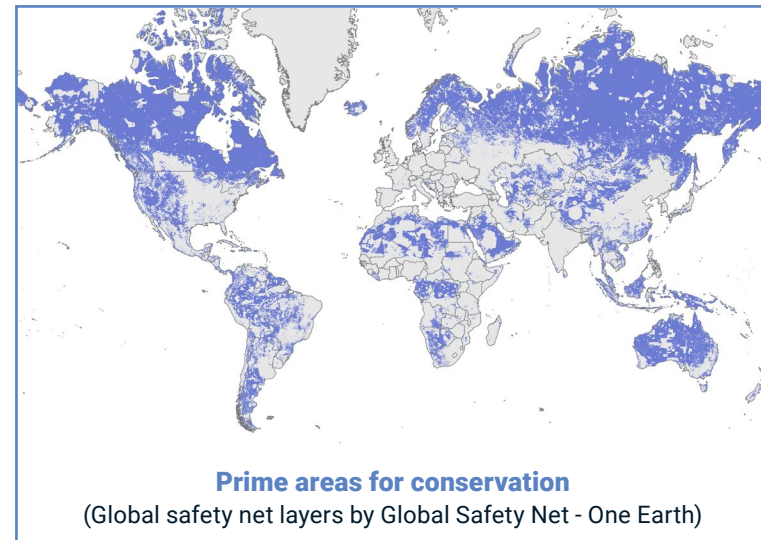 Prime areas for conservation
(Global safety net layers by Global Safety Net - One Earth)